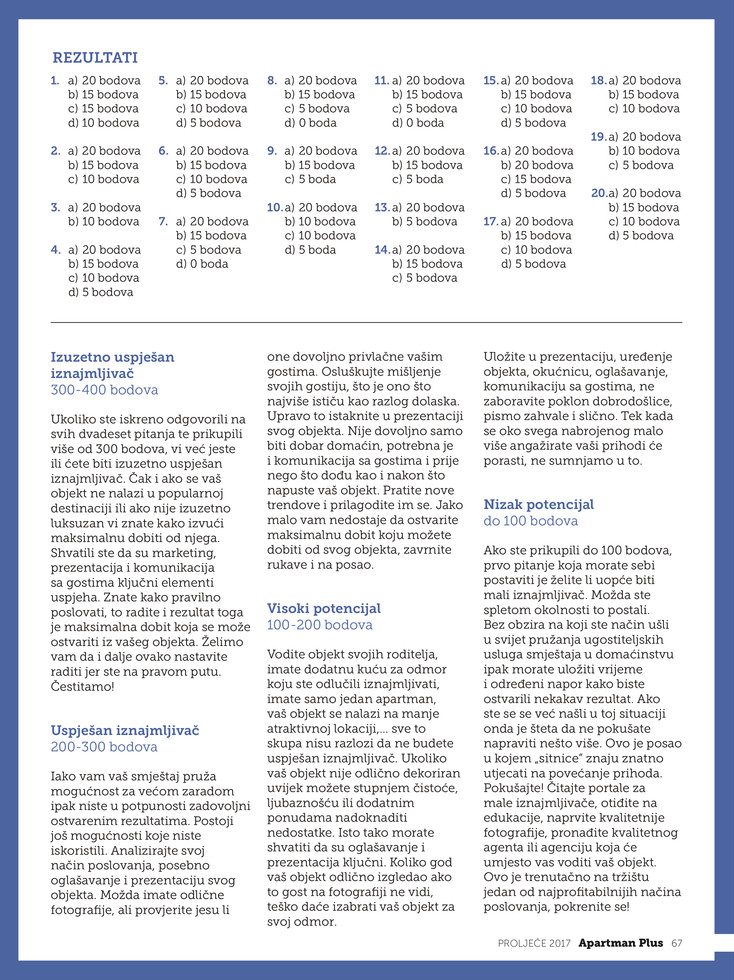 REZULTATI
1. a) 20 bodova
b) 15 bodova
c) 15 bodova
d) 10 bodova
2. a) 20 bodova
b) 15 bodova
c) 10 bodova
3. a) 20 bodova
b) 10 bodova
4. a) 20 bodova
b) 15 bodova
c) 10 bodova
d) 5 bodova
5. a) 20 bodova
b) 15 bodova
c) 10 bodova
d) 5 bodova
6. a) 20 bodova
b) 15 bodova
c) 10 bodova
d) 5 bodova
7. a) 20 bodova
b) 15 bodova
c) 5 bodova
d) 0 boda
8. a) 20 bodova
b) 15 bodova
c) 5 bodova
d) 0 boda
9. a) 20 bodova
b) 15 bodova
c) 5 boda
10. a) 20 bodova
b) 10 bodova
c) 10 bodova
d) 5 boda
11. a) 20 bodova
b) 15 bodova
c) 5 bodova
d) 0 boda
12. a) 20 bodova
b) 15 bodova
c) 5 boda
13. a) 20 bodova
b) 5 bodova
14. a) 20 bodova
b) 15 bodova
c) 5 bodova
15. a) 20 bodova
b) 15 bodova
c) 10 bodova
d) 5 bodova
16. a) 20 bodova
b) 20 bodova
c) 15 bodova
d) 5 bodova
17. a) 20 bodova
b) 15 bodova
c) 10 bodova
d) 5 bodova
18. a) 20 bodova
b) 15 bodova
c) 10 bodova
19. a) 20 bodova
b) 10 bodova
c) 5 bodova
20. a) 20 bodova
b) 15 bodova
c) 10 bodova
d) 5 bodova
Izuzetno uspješan
iznajmljivač
300-400 bodova
Ukoliko ste iskreno odgovorili na
svih dvadeset pitanja te prikupili
više od 300 bodova, vi već jeste
ili ćete biti izuzetno uspješan
iznajmljivač. Čak i ako se vaš
objekt ne nalazi u popularnoj
destinaciji ili ako nije izuzetno
luksuzan vi znate kako izvući
maksimalnu dobiti od njega.
Shvatili ste da su marketing,
prezentacija i komunikacija
sa gostima ključni elementi
uspjeha. Znate kako pravilno
poslovati, to radite i rezultat toga
je maksimalna dobit koja se može
ostvariti iz vašeg objekta. Želimo
vam da i dalje ovako nastavite
raditi jer ste na pravom putu.
Čestitamo!
Uspješan iznajmljivač
200-300 bodova
Iako vam vaš smještaj pruža
mogućnost za većom zaradom
ipak niste u potpunosti zadovoljni
ostvarenim rezultatima. Postoji
još mogućnosti koje niste
iskoristili. Analizirajte svoj
način poslovanja, posebno
oglašavanje i prezentaciju svog
objekta. Možda imate odlične
fotografije, ali provjerite jesu li
one dovoljno privlačne vašim
gostima. Osluškujte mišljenje
svojih gostiju, što je ono što
najviše ističu kao razlog dolaska.
Upravo to istaknite u prezentaciji
svog objekta. Nije dovoljno samo
biti dobar domaćin, potrebna je
i komunikacija sa gostima i prije
nego što dođu kao i nakon što
napuste vaš objekt. Pratite nove
trendove i prilagodite im se. Jako
malo vam nedostaje da ostvarite
maksimalnu dobit koju možete
dobiti od svog objekta, zavrnite
rukave i na posao.
Visoki potencijal
100-200 bodova
Vodite objekt svojih roditelja,
imate dodatnu kuću za odmor
koju ste odlučili iznajmljivati,
imate samo jedan apartman,
vaš objekt se nalazi na manje
atraktivnoj lokaciji,... sve to
skupa nisu razlozi da ne budete
uspješan iznajmljivač. Ukoliko
vaš objekt nije odlično dekoriran
uvijek možete stupnjem čistoće,
ljubaznošću ili dodatnim
ponudama nadoknaditi
nedostatke. Isto tako morate
shvatiti da su oglašavanje i
prezentacija ključni. Koliko god
vaš objekt odlično izgledao ako
to gost na fotografiji ne vidi,
teško daće izabrati vaš objekt za
svoj odmor.
Uložite u prezentaciju, uređenje
objekta, okućnicu, oglašavanje,
komunikaciju sa gostima, ne
zaboravite poklon dobrodošlice,
pismo zahvale i slično. Tek kada
se oko svega nabrojenog malo
više angažirate vaši prihodi će
porasti, ne sumnjamo u to.
Nizak potencijal
do 100 bodova
Ako ste prikupili do 100 bodova,
prvo pitanje koja morate sebi
postaviti je želite li uopće biti
mali iznajmljivač. Možda ste
spletom okolnosti to postali.
Bez obzira na koji ste način ušli
u svijet pružanja ugostiteljskih
usluga smještaja u domaćinstvu
ipak morate uložiti vrijeme
i određeni napor kako biste
ostvarili nekakav rezultat. Ako
ste se se već našli u toj situaciji
onda je šteta da ne pokušate
napraviti nešto više. Ovo je posao
u kojem „sitnice“ znaju znatno
utjecati na povećanje prihoda.
Pokušajte! Čitajte portale za
male iznajmljivače, otiđite na
edukacije, naprvite kvalitetnije
fotografije, pronađite kvalitetnog
agenta ili agenciju koja će
umjesto vas voditi vaš objekt.
Ovo je trenutačno na tržištu
jedan od najprofitabilnijih načina
poslovanja, pokrenite se!
PROLJEĆE 2017 Apartman Plus 67